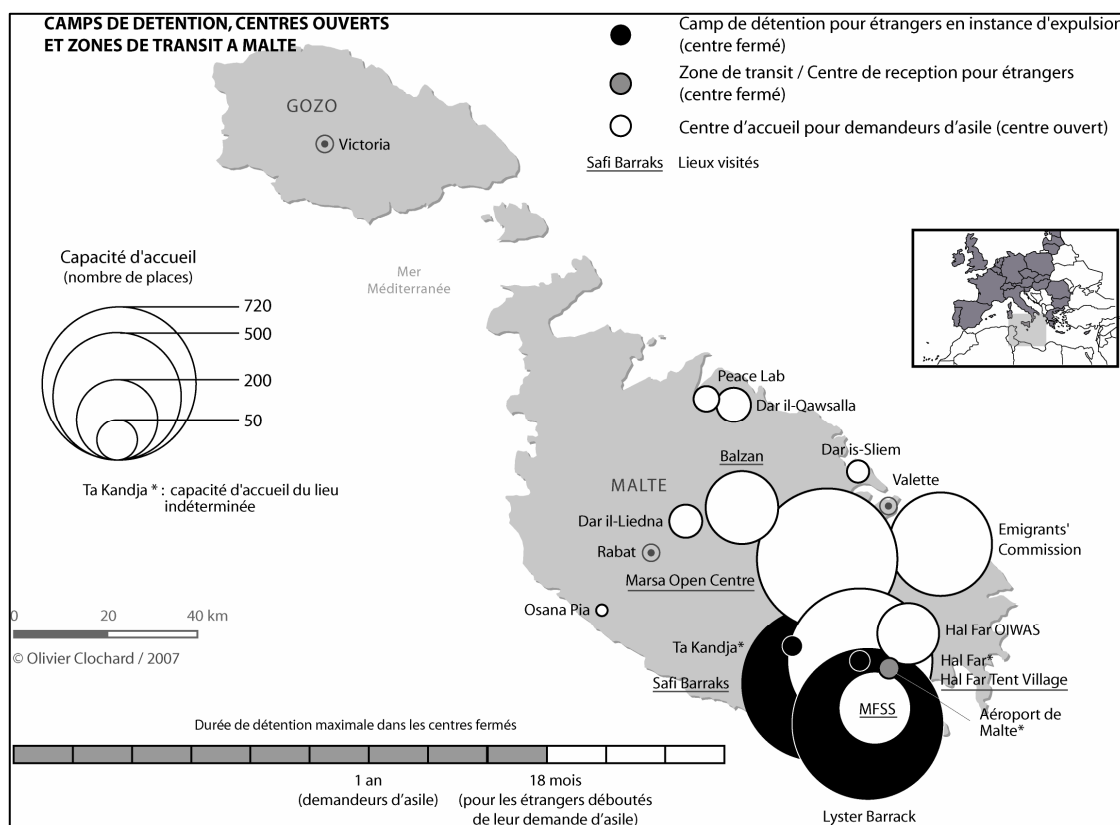 CAMPS DE DETENTION, CENTRES OUVERTS
ET ZONES DE TRANSIT A MALTE
Camp de détention pour étrangers en instance d'expulsion
(centre fermé)
Zone de transit / Centre de reception pour étrangers
(centre fermé)
Centre d'accueil pour demandeurs d'asile (centre ouvert)
Safi Barraks
Lieux visités
GOZO
Victoria
Mer
Méditerranée
Capacité d'accueil
(nombre de places)
720
500
200
50
Ta Kandja * : capacité d'accueil du lieu
indéterminée
Peace Lab
Dar il-Qawsalla
Balzan
Dar is-Sliem
Valette
MALTE
Dar il-Liedna
Rabat
Emigrants'
Commission
Marsa Open Centre
Osana Pia
Hal Far OIWAS
Ta Kandja*
Hal Far*
Hal Far Tent Village
Safi Barraks
MFSS
Aéroport de
Malte*
Lyster Barrack
0
20
40 km
© Olivier Clochard / 2007
Durée de détention maximale dans les centres fermés
1 an
(demandeurs d'asile)
18 mois
(pour les étrangers déboutés
de leur demande d'asile)